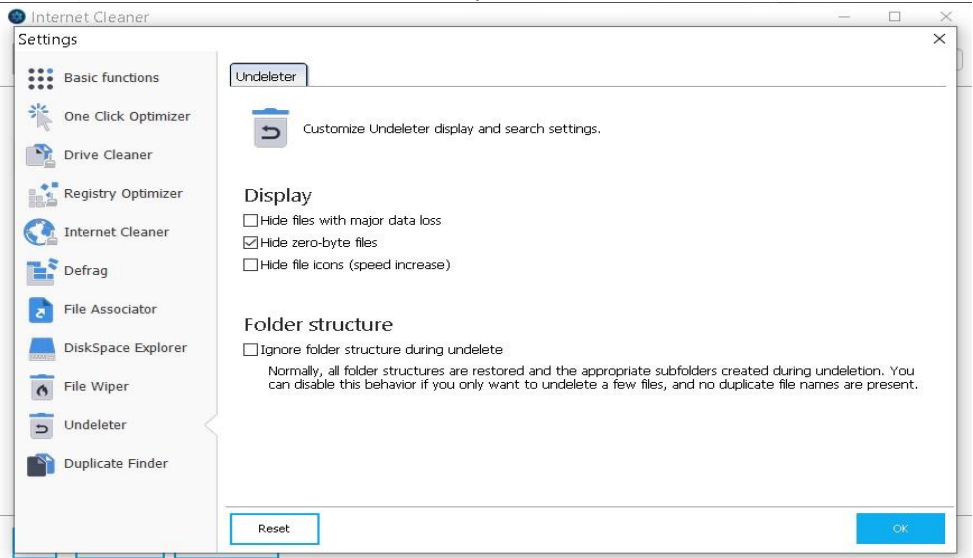 Internet Cleaner
Settings
Basic functions
One Click Optimizer
Drive Cleaner
Registry Optimizer
Internet Cleaner
Defrag
File Associator
DiskSpace Explorer
File Wiper
Undeleter
Duplicate Finder
Undeleter
Customize Undeleter display and search settings.
Display
Hide files with major data loss
Hide zero-byte files
Hide file icons (speed increase)
Folder structure
Ignore folder structure during undelete
Normally, all folder structures are restored and the appropriate subfolders created during undeletion. You
can disable this behavior if you only want to undelete a few files, and no duplicate file names are present.
Reset
OK